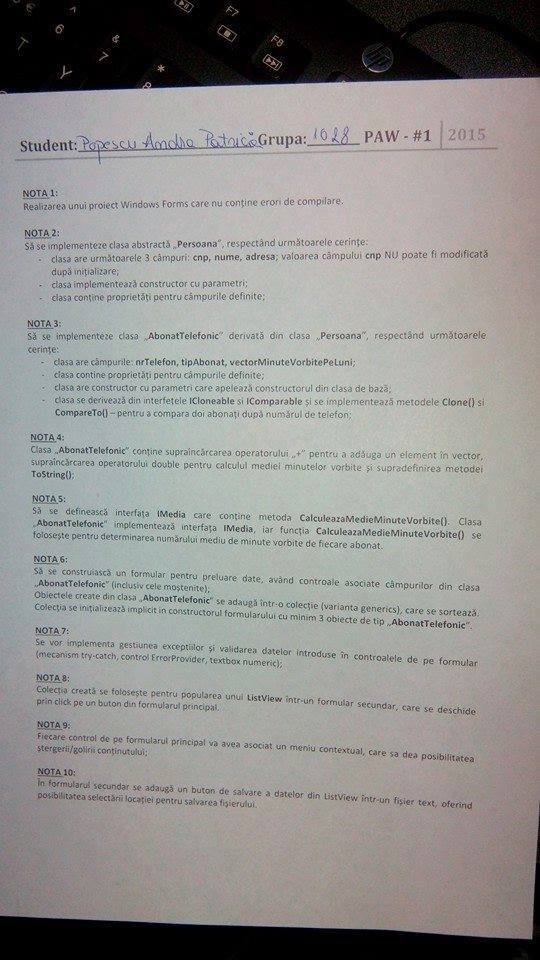 F7
F8
6
&
7
*
8
T
Y
hp
Student: Popescu Andra Patricia Grupa: 1028 PAW - #1 2015
NOTA 1:
Realizarea unui proiect Windows Forms care nu conține erori de compilare.
NOTA 2:
Să se implementeze clasa abstractă „Persoana”, respectând următoarele cerințe:
- clasa are următoarele 3 câmpuri: cnp, nume, adresa; valoarea câmpului cnp NU poate fi modificată
după inițializare;
- clasa implementează constructor cu parametri;
- clasa conține proprietăți pentru câmpurile definite;
NOTA 3:
Să se implementeze clasa „AbonatTelefonic” derivată din clasa „Persoana”, respectând următoarele
cerințe:
- clasa are câmpurile: nrTelefon, tipAbonat, vectorMinuteVorbitePeLuni;
- clasa conține proprietăți pentru câmpurile definite;
- clasa are constructor cu parametri care apelează constructorul din clasa de bază;
- clasa se derivează din interfețele ICloneable și IComparable și se implementează metodele Clone() si
CompareTo() – pentru a compara doi abonați după numărul de telefon;
NOTA 4:
Clasa „AbonatTelefonic” conține supraîncărcarea operatorului „+” pentru a adăuga un element în vector,
supraîncărcarea operatorului double pentru calculul mediei minutelor vorbite și supradefinirea metodei
ToString();
NOTA 5:
Să se definească interfața IMedia care conține metoda CalculeazaMedieMinuteVorbite(). Clasa
„AbonatTelefonic” implementează interfața IMedia, iar funcția CalculeazaMedieMinuteVorbite() se
folosește pentru determinarea numărului mediu de minute vorbite de fiecare abonat.
NOTA 6:
Să se construiască un formular pentru preluare date, având controale asociate câmpurilor din clasa
„AbonatTelefonic” (inclusiv cele moștenite);
Obiectele create din clasa „AbonatTelefonic” se adaugă într-o colecție (varianta generics), care se sortează.
Colecția se inițializează implicit in constructorul formularului cu minim 3 obiecte de tip „AbonatTelefonic”.
NOTA 7:
Se vor implementa gestiunea excepțiilor și validarea datelor introduse în controalele de pe formular
(mecanism try-catch, control ErrorProvider, textbox numeric);
NOTA 8:
Colecția creată se folosește pentru popularea unui ListView într-un formular secundar, care se deschide
prin click pe un buton din formularul principal.
NOTA 9:
Fiecare control de pe formularul principal va avea asociat un meniu contextual, care sa dea posibilitatea
ștergerii/golirii conținutului;
NOTA 10:
În formularul secundar se adaugă un buton de salvare a datelor din ListView într-un fișier text, oferind
posibilitatea selectării locației pentru salvarea fișierului.